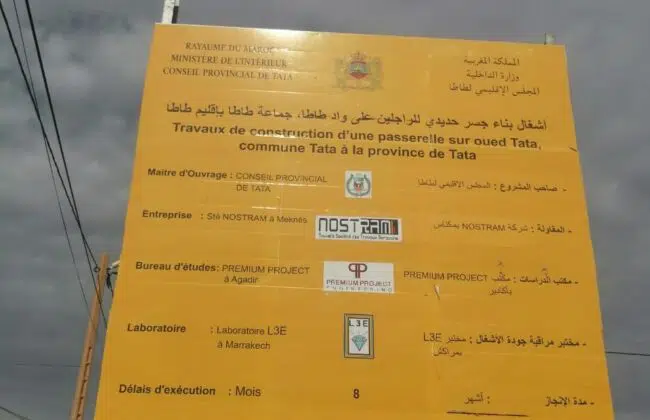 RAYAUME DU MAROC
MINISTÈRE DE L'INTÉRIEUR
CONSEIL PROVINCIAL DE TATA
المملكة المغربية
وزارة الداخلية
المجلس الإقليمي لطاطا
أشغال بناء جسر حديدي للراجلين على واد طاطا، جماعة طاطا بإقليم طاطا
Travaux de construction d'une passerelle sur oued Tata,
commune Tata à la province de Tata
Maitre d'Ouvrage : CONSEIL PROVINCIAL
DE TATA
- صاحب المشروع : المجلس الاقليمي لطاطا
Entreprise : Sté NOSTRAM à Meknès
NOSTRAM
- المقاولة : شركة NOSTRAM بمكناس
Bureau d'études: PREMIUM PROJECT
à Agadir
PREMIUM PROJECT
ENGINEERING
- مكتب الدراسات : مكتب PREMIUM PROJECT
بأكادير
Laboratoire : Laboratoire L3E
à Marrakech
L3E
- مختبر مراقبة جودة الأشغال : مختبر L3E
بمراكش
Délais d'exécution : Mois 8
- مدة الإنجاز : أشهر